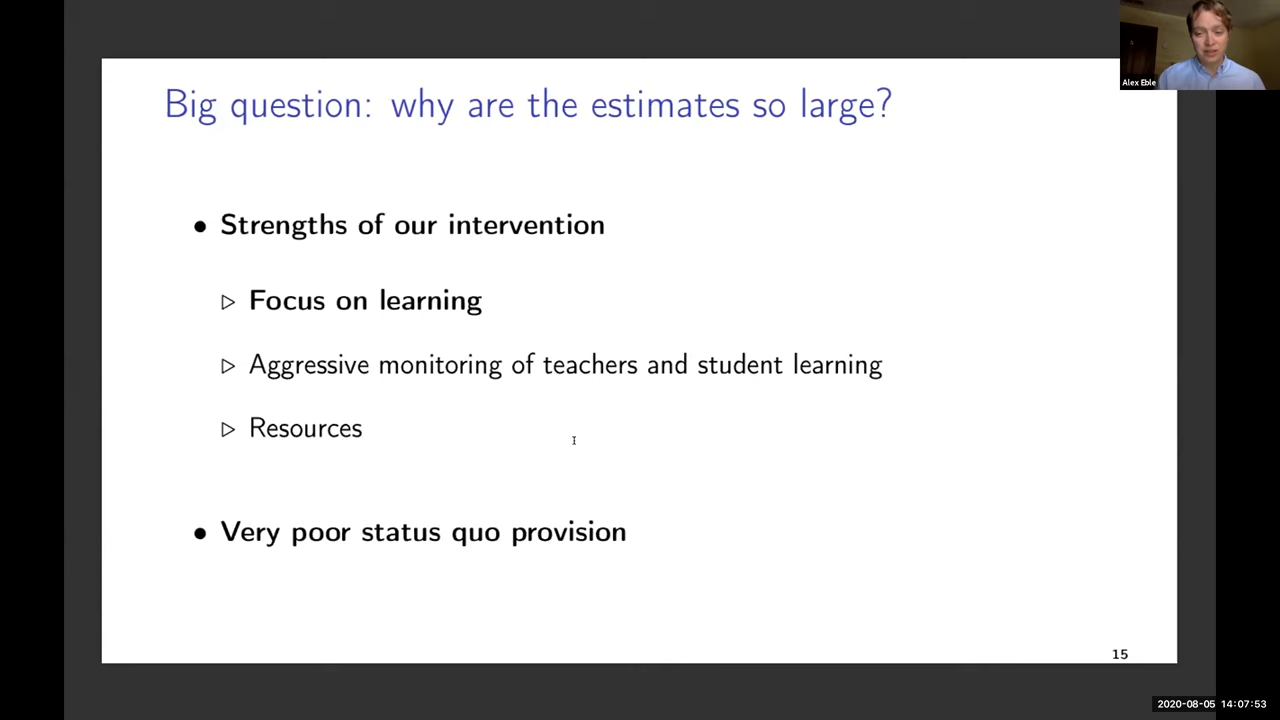 Alex Eble
Big question: why are the estimates so large?
● Strengths of our intervention
▷ Focus on learning
▷ Aggressive monitoring of teachers and student learning
▷ Resources
● Very poor status quo provision
15
2020-08-05 14:07:53